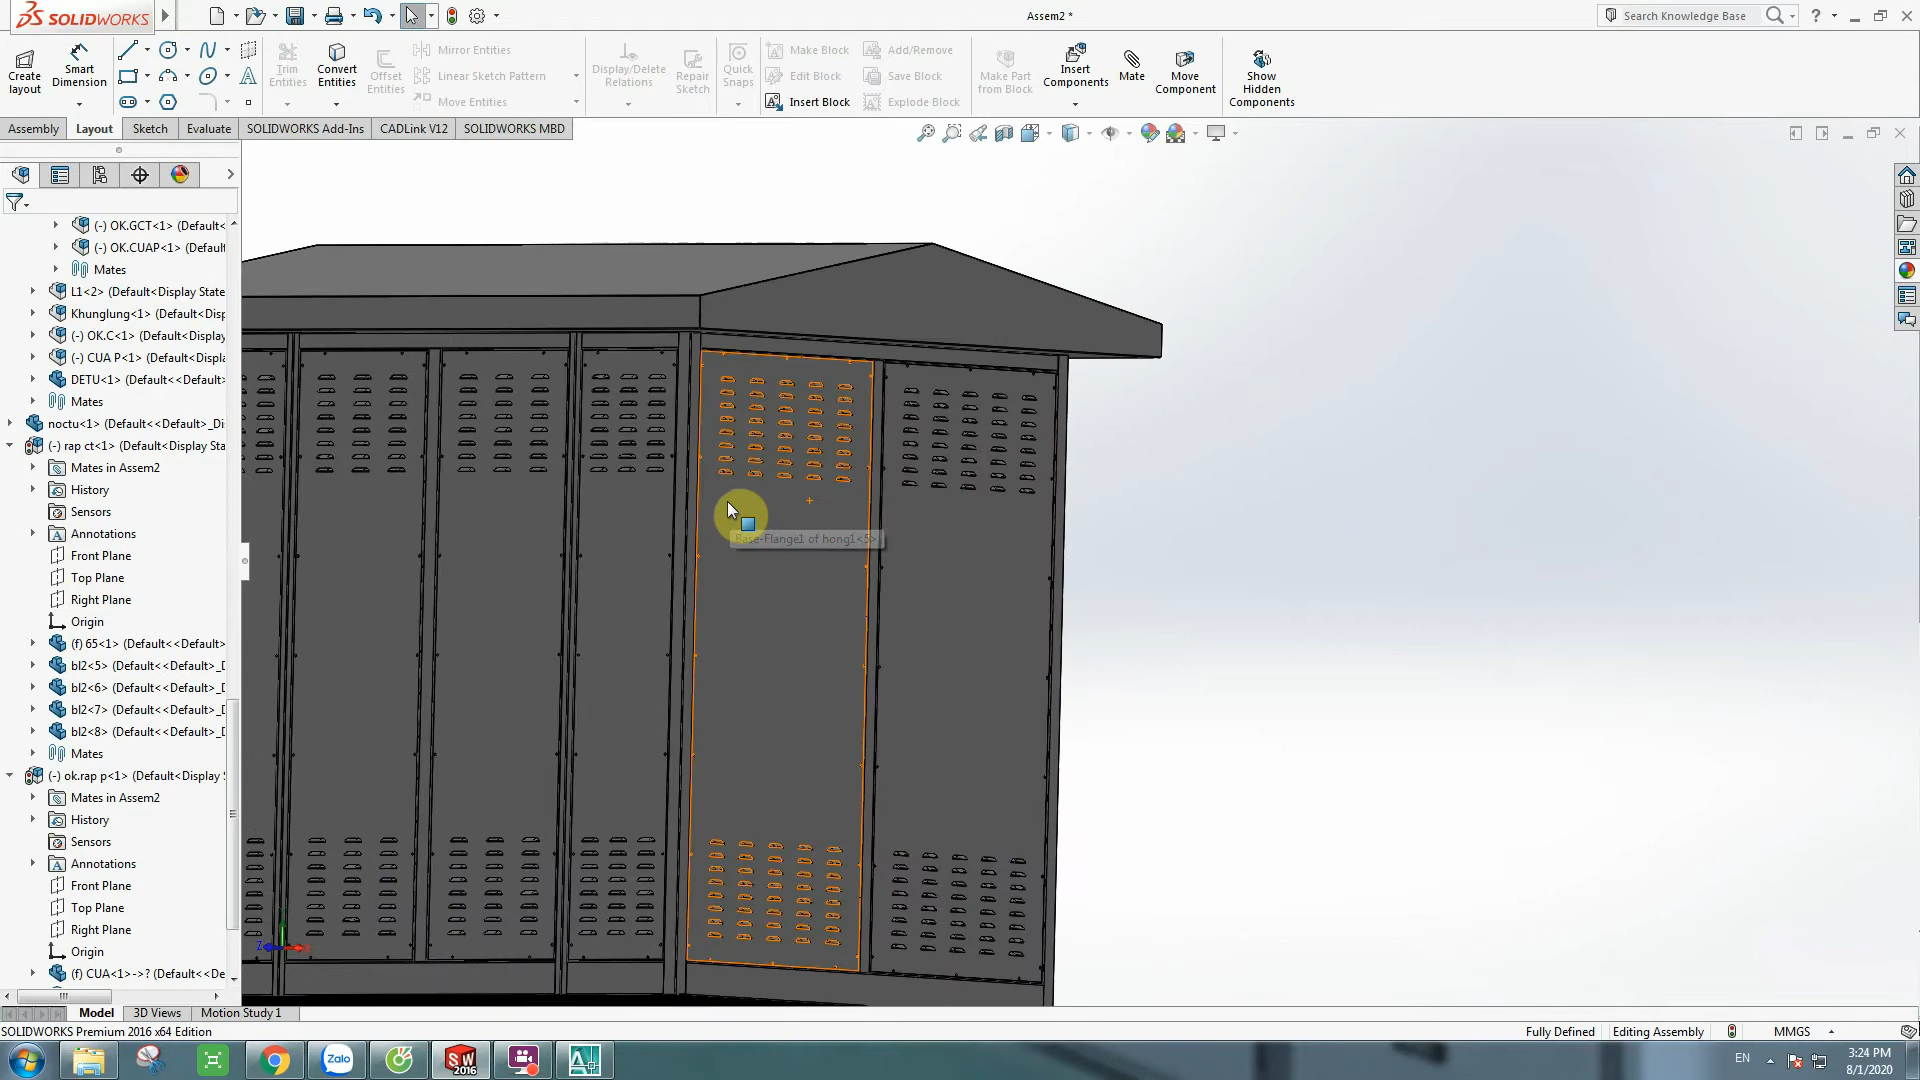 SOLIDWORKS
Assem2 *
Search Knowledge Base
Create layout
Smart Dimension
Trim Entities
Convert Entities
Offset Entities
Mirror Entities
Linear Sketch Pattern
Move Entities
Display/Delete Relations
Repair Sketch
Quick Snaps
Make Block
Edit Block
Insert Block
Add/Remove
Save Block
Explode Block
Make Part from Block
Insert Components
Mate
Move Component
Show Hidden Components
Assembly
Layout
Sketch
Evaluate
SOLIDWORKS Add-Ins
CADLink V12
SOLIDWORKS MBD
(-) OK.GCT<1> (Default<
(-) OK.CUAP<1> (Default
Mates
L1<2> (Default<Display State
Khunglung<1> (Default<Disp
(-) OK.C<1> (Default<Display
(-) CUA P<1> (Default<Displa
DETU<1> (Default<<Default>
Mates
noctu<1> (Default<<Default>_Di
(-) rap ct<1> (Default<Display Sta
Mates in Assem2
History
Sensors
Annotations
Front Plane
Top Plane
Right Plane
Origin
(f) 65<1> (Default<<Default>
bl2<5> (Default<<Default>_D
bl2<6> (Default<<Default>_D
bl2<7> (Default<<Default>_D
bl2<8> (Default<<Default>_D
Mates
(-) ok.rap p<1> (Default<Display
Mates in Assem2
History
Sensors
Annotations
Front Plane
Top Plane
Right Plane
Origin
(f) CUA<1>->? (Default<<De
Base-Flange1 of hong1<5>
Z
Model
3D Views
Motion Study 1
SOLIDWORKS Premium 2016 x64 Edition
Fully Defined
Editing Assembly
MMGS
Zalo
SW 2016
EN
3:24 PM
8/1/2020